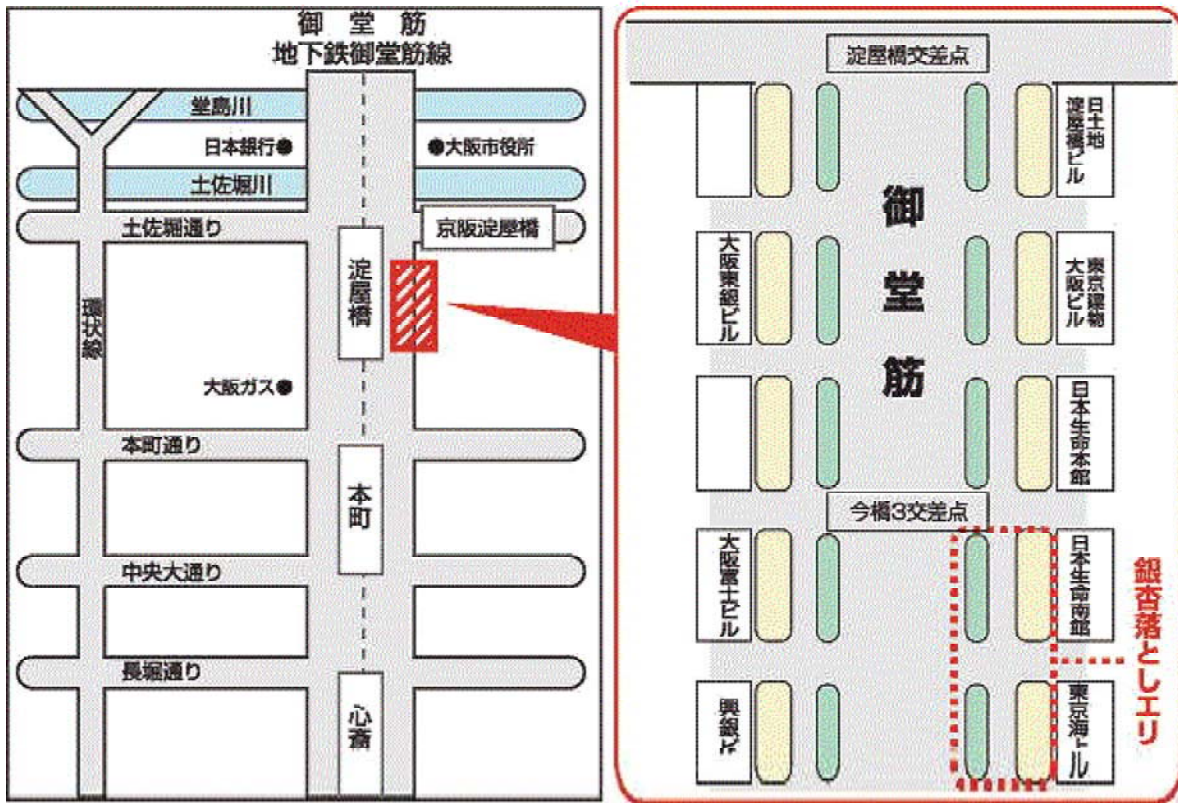 御堂筋
地下鉄御堂筋線
堂島川
日本銀行●
●大阪市役所
土佐堀川
土佐堀通り
京阪淀屋橋
淀屋橋
環状線
大阪ガス●
本町通り
本町
中央大通り
長堀通り
心斎
淀屋橋交差点
日土地
淀屋橋ビル
御堂筋
大阪東銀ビル
東京建物
大阪ビル
日本生命本館
今橋3交差点
大阪富士ビル
日本生命南館
銀杏落としエリ
興銀ビ
東京海上